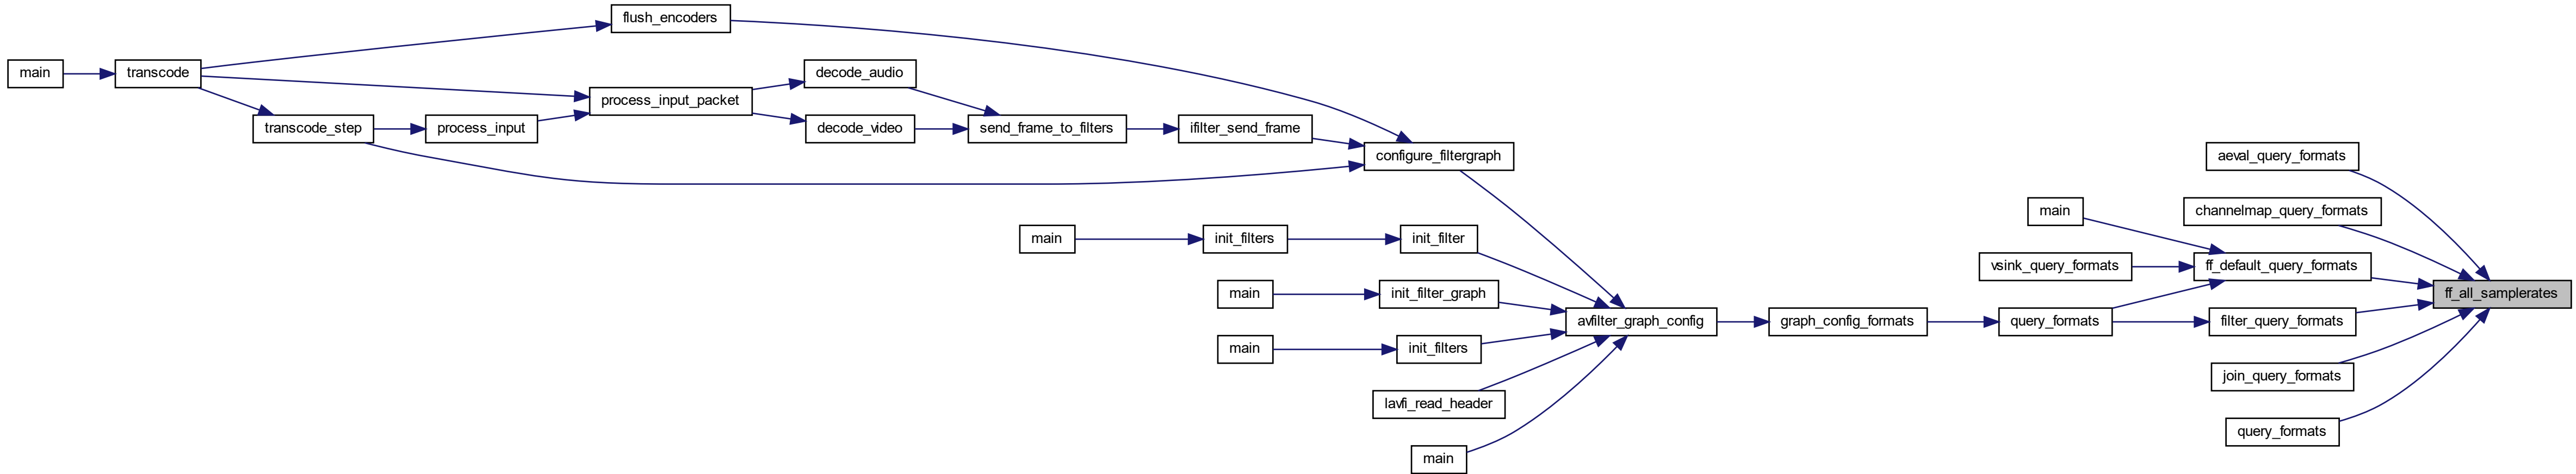 flush_encoders
main
transcode
decode_audio
process_input_packet
transcode_step
process_input
decode_video
send_frame_to_filters
ifilter_send_frame
configure_filtergraph
aeval_query_formats
main
channelmap_query_formats
main
init_filters
init_filter
vsink_query_formats
ff_default_query_formats
ff_all_samplerates
main
init_filter_graph
avfilter_graph_config
graph_config_formats
query_formats
filter_query_formats
main
init_filters
join_query_formats
lavfi_read_header
query_formats
main